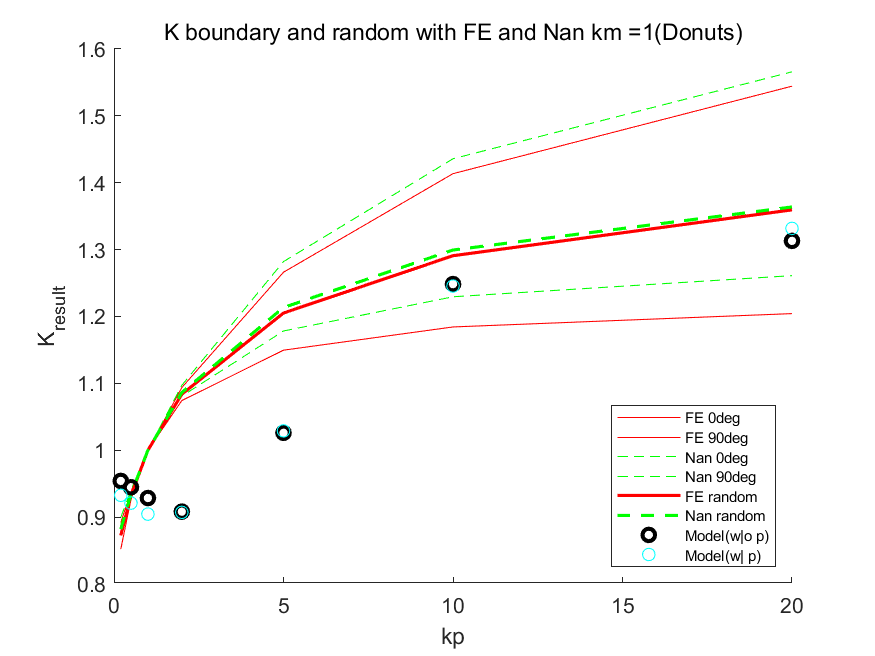 K boundary and random with FE and Nan km =1(Donuts)
1.6
1.5
1.4
1.3
1.2
1.1
1
0.9
0.8
K_result
0 5 10 15 20
kp
FE 0deg
FE 90deg
Nan 0deg
Nan 90deg
FE random
Nan random
Model(w|o p)
Model(w| p)